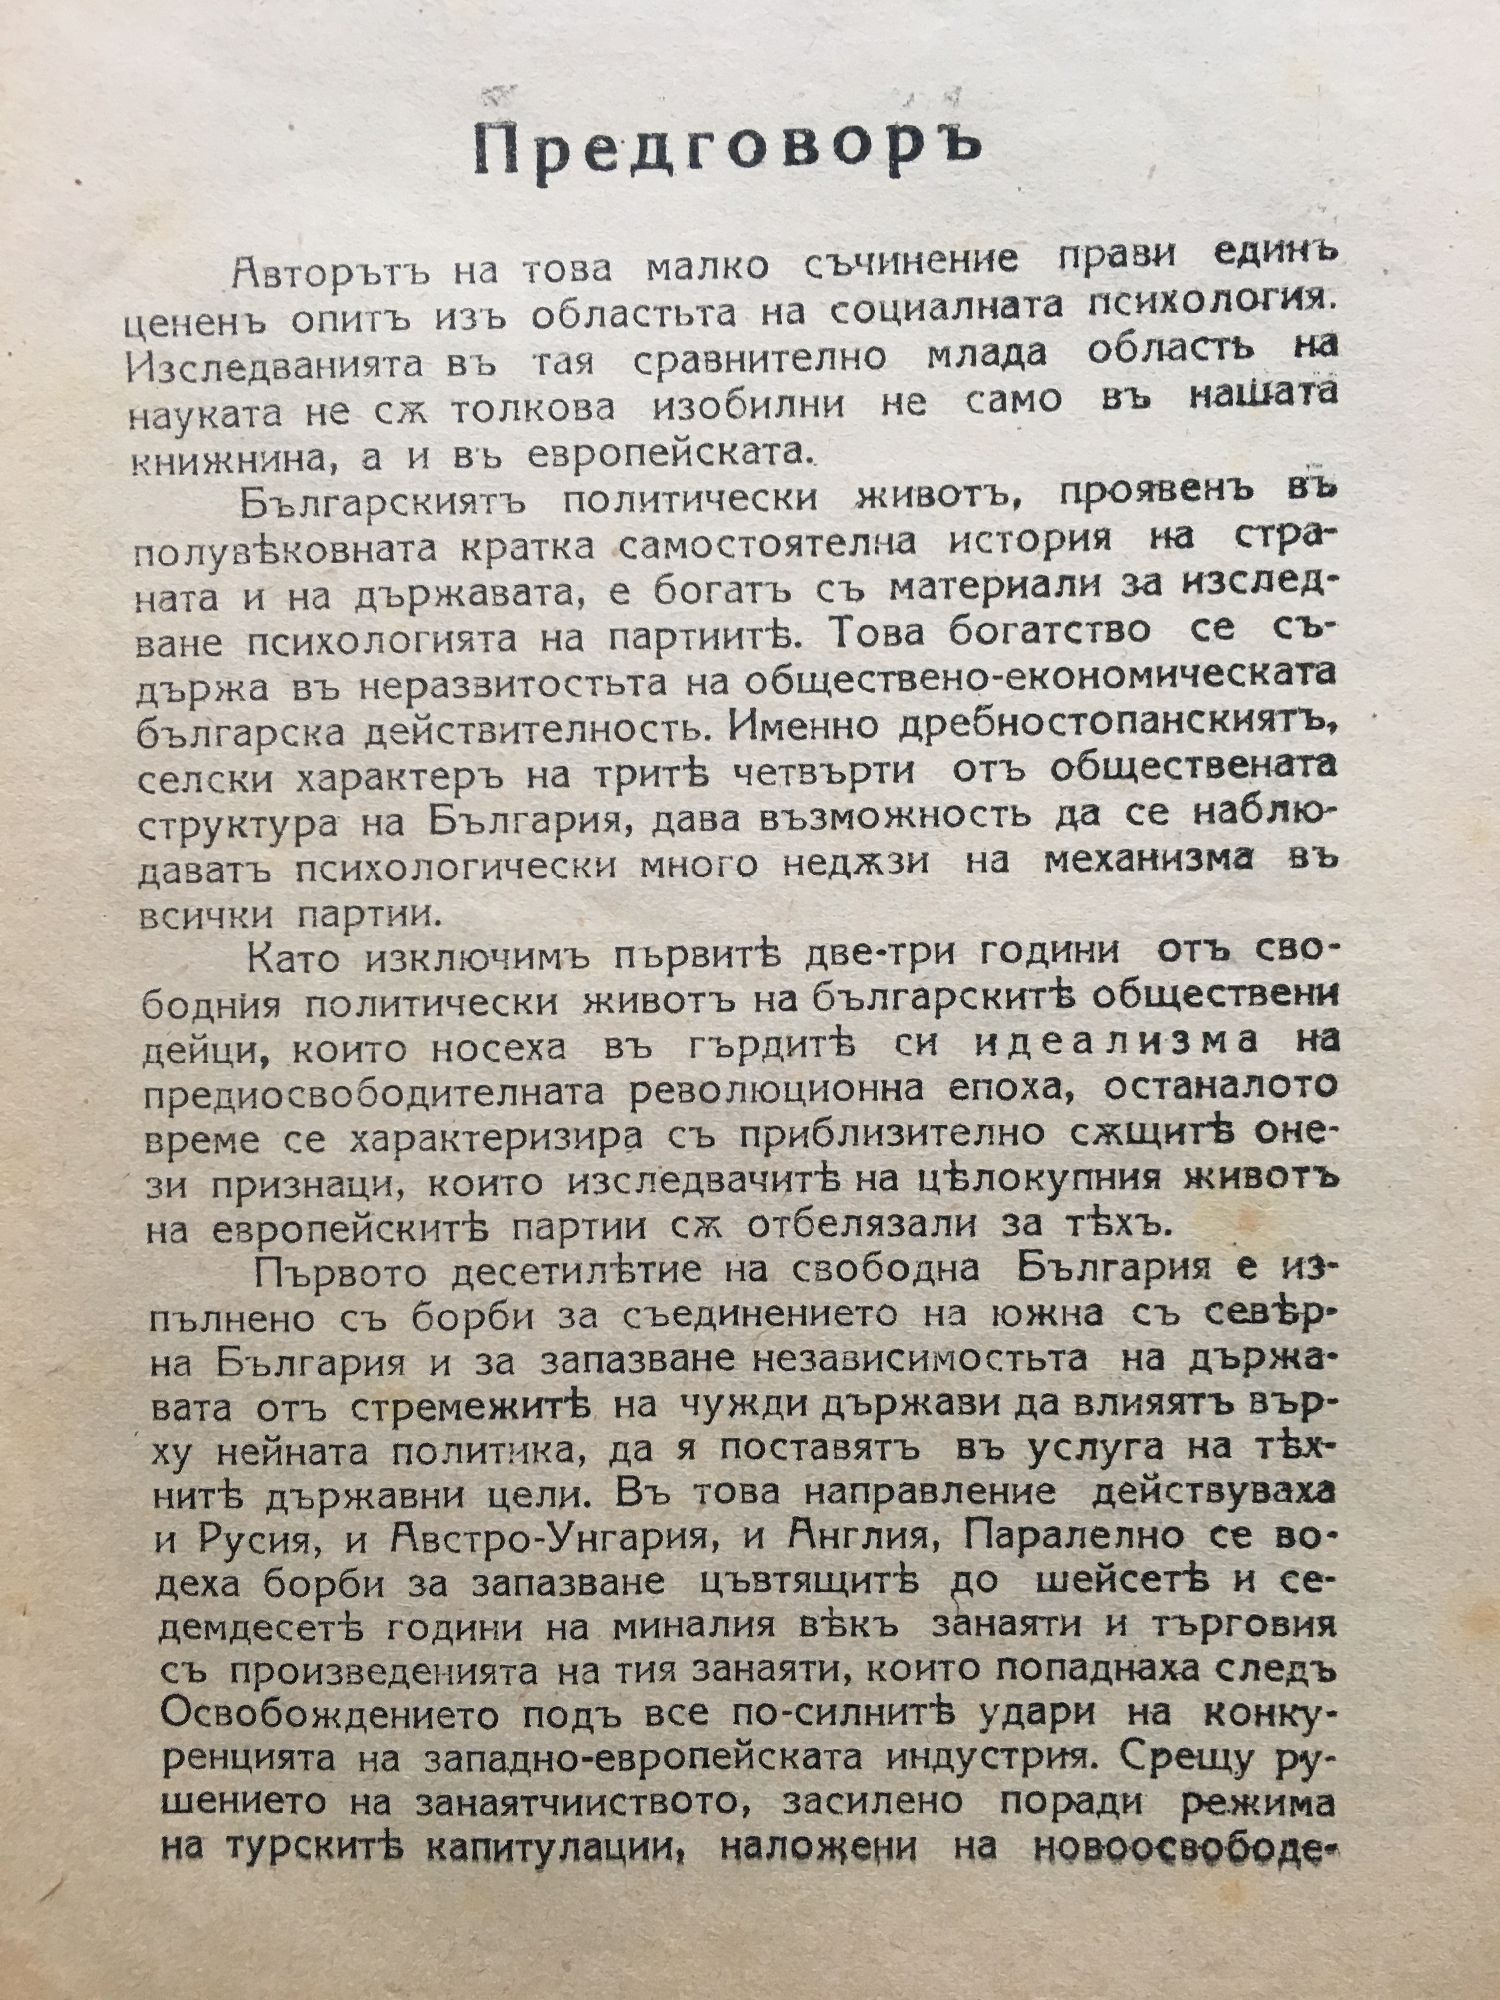 Предговоръ
Авторътъ на това малко съчинение прави единъ
цененъ опитъ изъ областьта на социалната психология.
Изследванията въ тая сравнително млада область на
науката не сѫ толкова изобилни не само въ нашата
книжнина, а и въ европейската.
Българскиятъ политически животъ, проявенъ въ
полувѣковната кратка самостоятелна история на стра-
ната и на държавата, е богатъ съ материали за изслед-
ване психологията на партиитѣ. Това богатство се съ-
държа въ неразвитостьта на обществено-економическата
българска действителность. Именно дребностопанскиятъ,
селски характеръ на тритѣ четвърти отъ обществената
структура на България, дава възможность да се наблю-
даватъ психологически много недѫзи на механизма въ
всички партии.
Като изключимъ първитѣ две-три години отъ сво-
бодния политически животъ на българскитѣ обществени
дейци, които носеха въ гърдитѣ си идеализма на
предиосвободителната революционна епоха, останалото
време се характеризира съ приблизително сѫщитѣ оне-
зи признаци, които изследвачитѣ на цѣлокупния животъ
на европейскитѣ партии сѫ отбелязали за тѣхъ.
Първото десетилѣтие на свободна България е из-
пълнено съ борби за съединението на южна съ севѣр-
на България и за запазване независимостьта на държа-
вата отъ стремежитѣ на чужди държави да влияятъ вър-
ху нейната политика, да я поставятъ въ услуга на тѣх-
нитѣ държавни цели. Въ това направление действуваха
и Русия, и Австро-Унгария, и Англия, Паралелно се во-
деха борби за запазване цъвтящитѣ до шейсетѣ и се-
демдесетѣ години на миналия вѣкъ занаяти и търговия
съ произведенията на тия занаяти, които попаднаха следъ
Освобождението подъ все по-силнитѣ удари на конку-
ренцията на западно-европейската индустрия. Срещу ру-
шението на занаятчииството, засилено поради режима
на турскитѣ капитулации, наложени на новоосвободе-